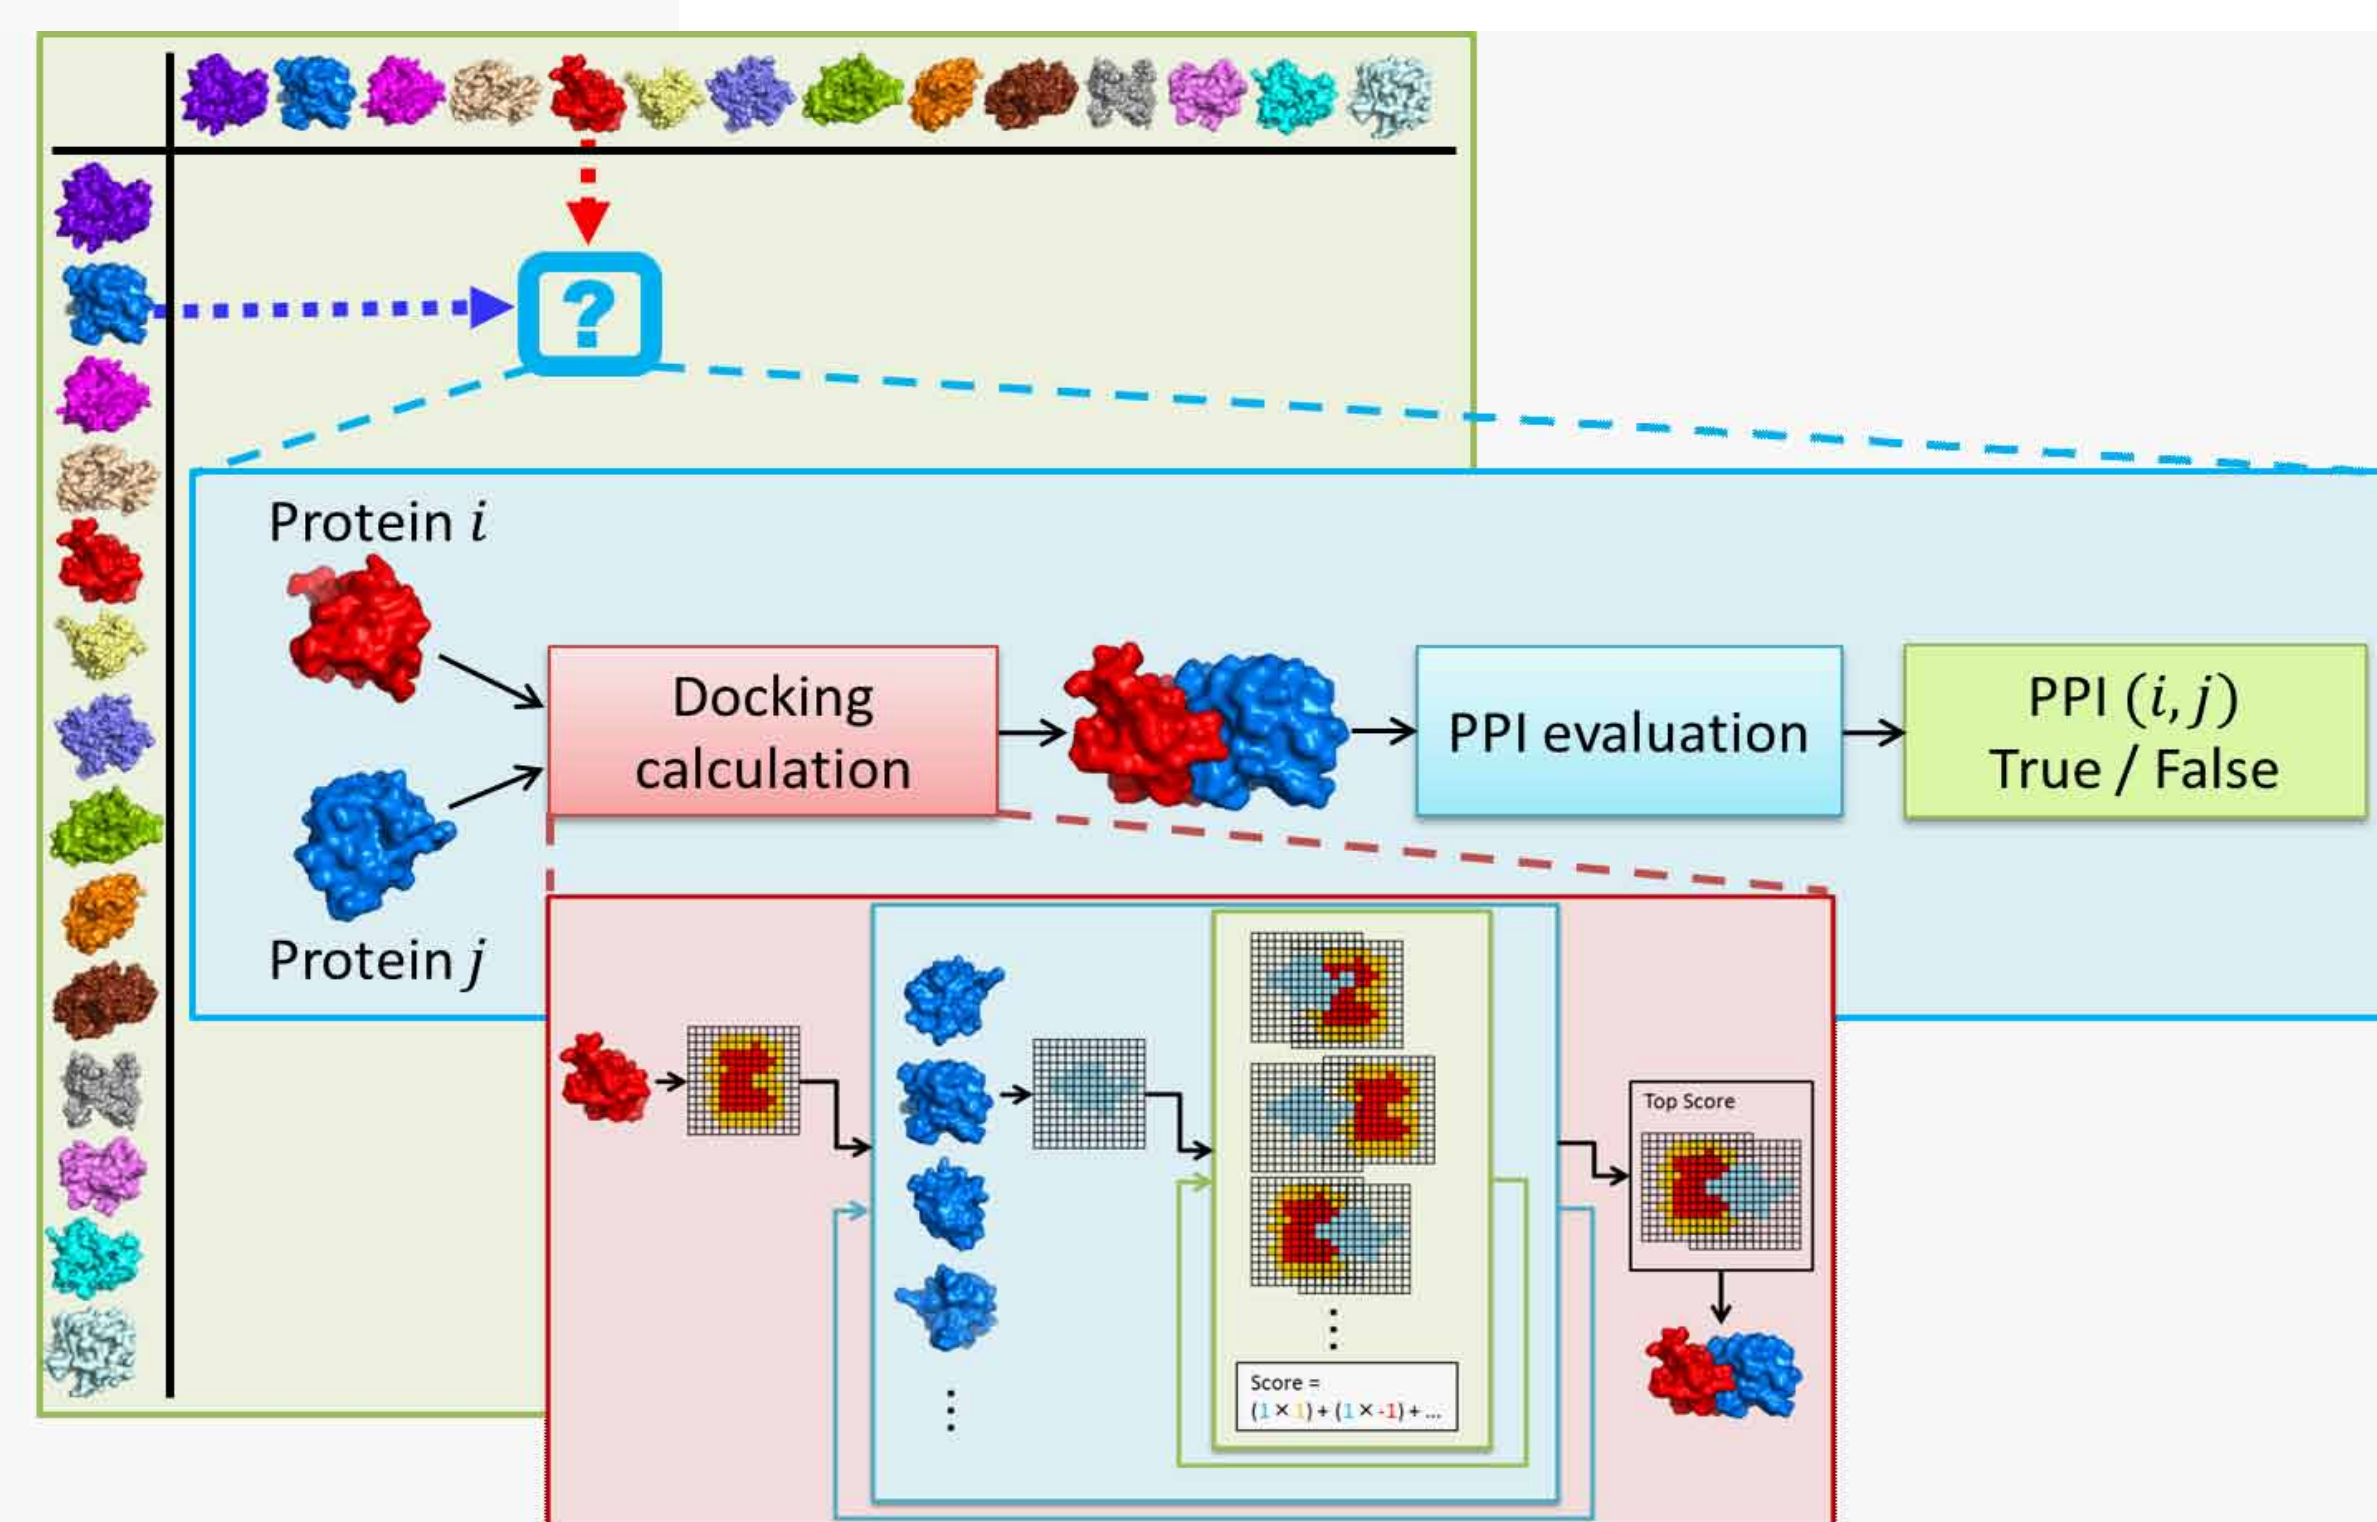 ?
Protein i
Docking
calculation
PPI evaluation
PPI (i, j)
True / False
Protein j
Top Score
Score =
(1 × 1) + (1 × -1) + ...